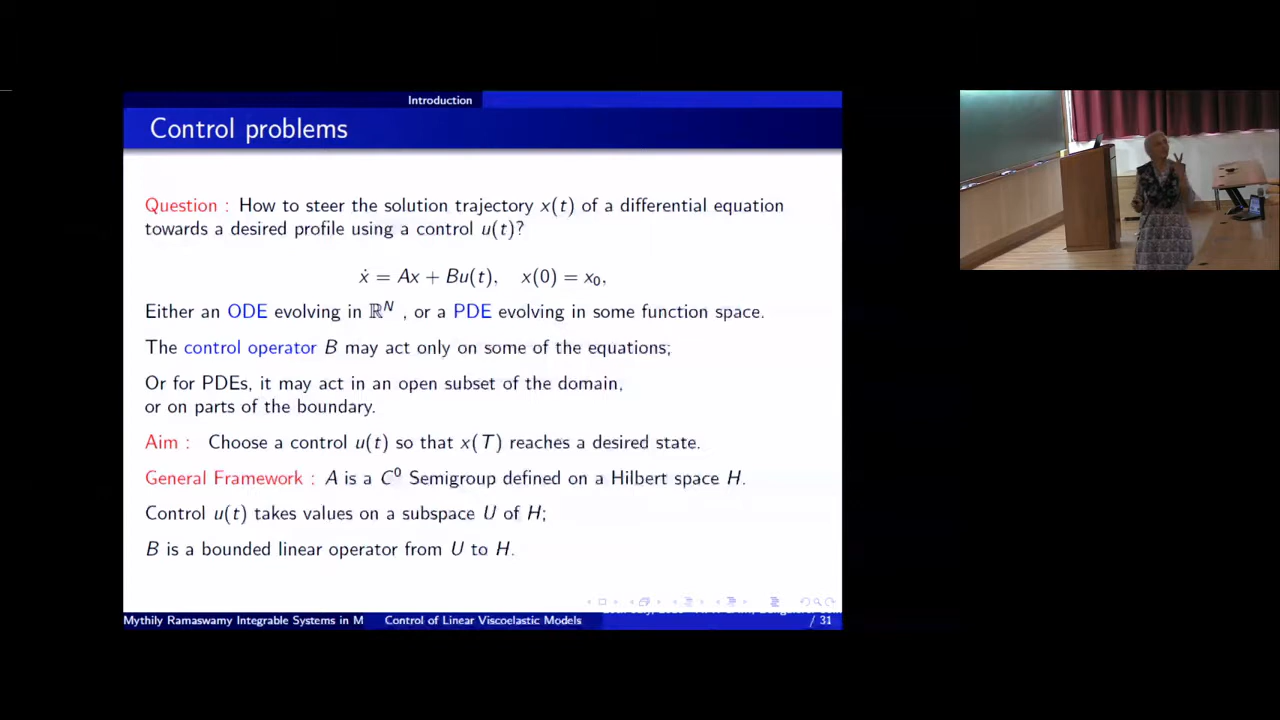 Introduction
Control problems
Question : How to steer the solution trajectory x(t) of a differential equation
towards a desired profile using a control u(t)?
ẋ = Ax + Bu(t), x(0) = x₀,
Either an ODE evolving in ℝᴺ , or a PDE evolving in some function space.
The control operator B may act only on some of the equations;
Or for PDEs, it may act in an open subset of the domain,
or on parts of the boundary.
Aim : Choose a control u(t) so that x(T) reaches a desired state.
General Framework : A is a C⁰ Semigroup defined on a Hilbert space H.
Control u(t) takes values on a subspace U of H;
B is a bounded linear operator from U to H.
Mythily Ramaswamy Integrable Systems in M Control of Linear Viscoelastic Models / 31